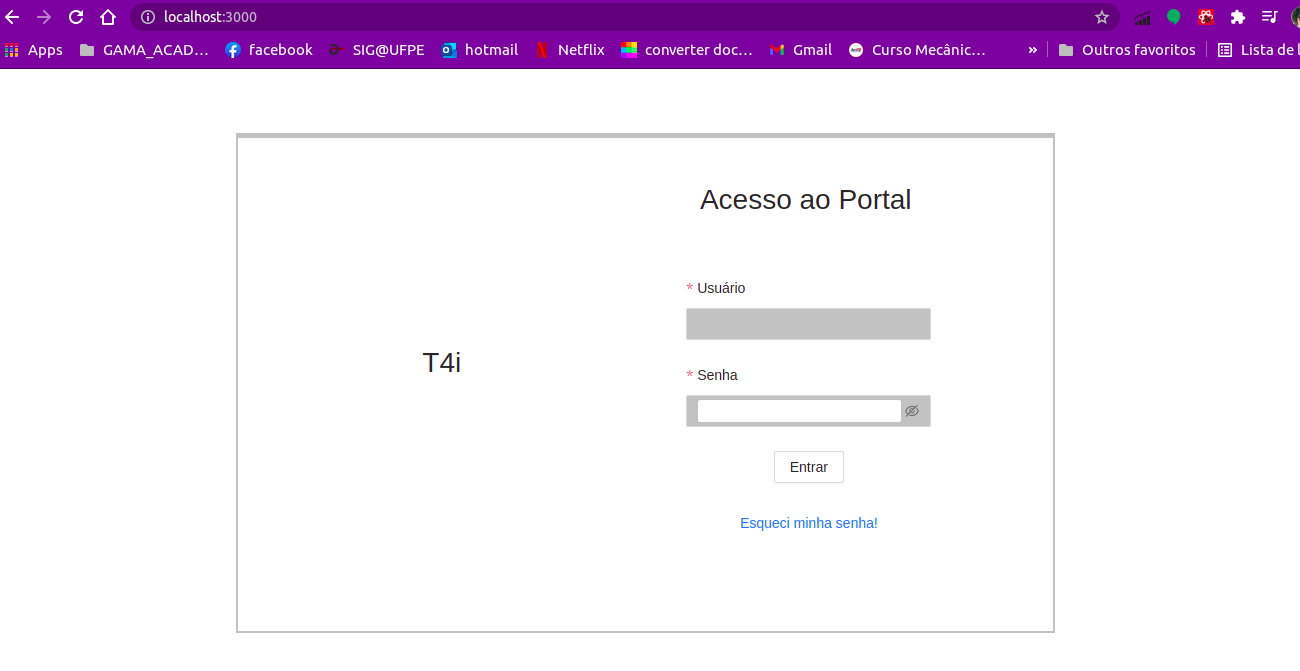 localhost:3000
Apps GAMA_ACAD… facebook SIG@UFPE hotmail Netflix converter doc… Gmail Curso Mecânic… » Outros favoritos Lista de
Acesso ao Portal
* Usuário
T4i
* Senha
Entrar
Esqueci minha senha!